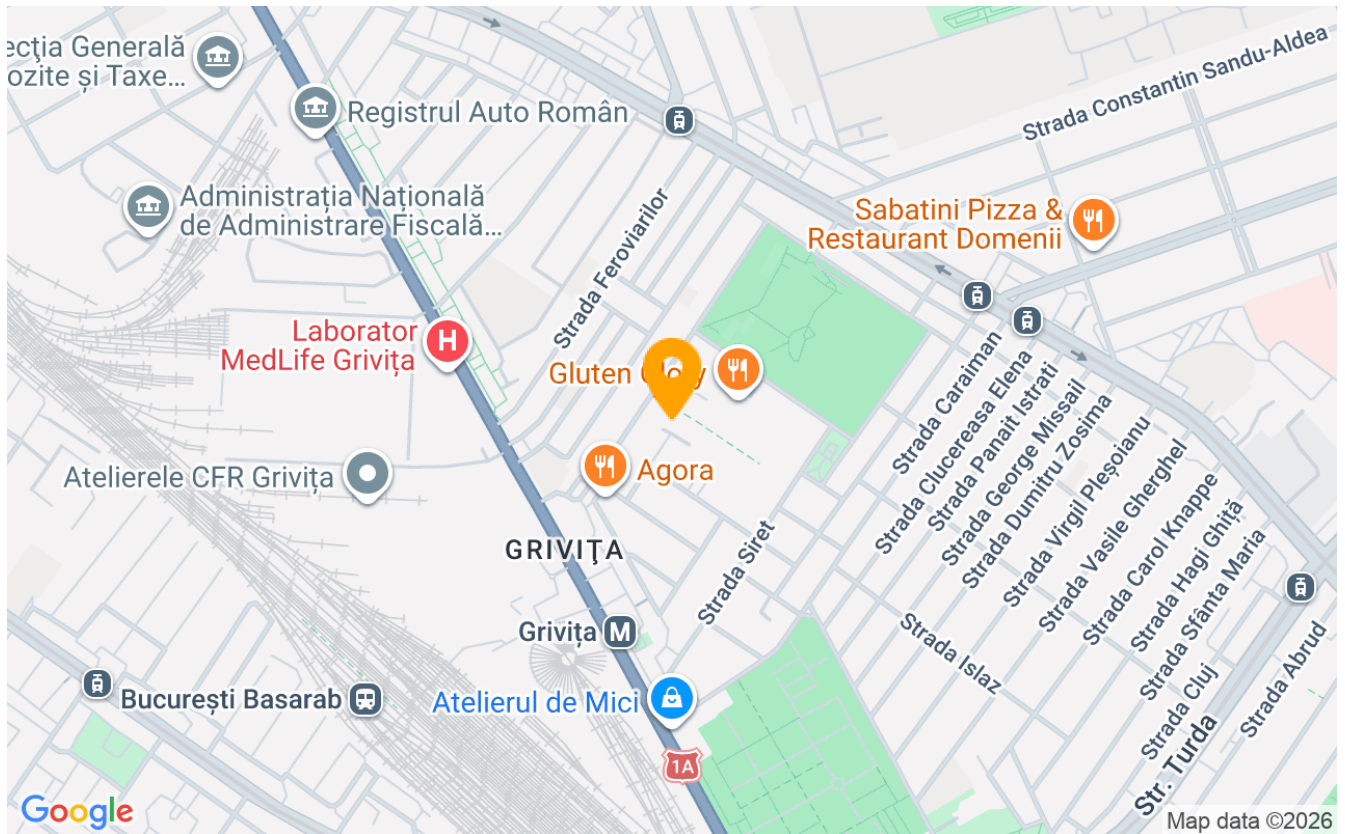 ecția Generală
ozite și Taxe...
Registrul Auto Român
Strada Constantin Sandu-Aldea
Administrația Națională
de Administrare Fiscală...
Strada Feroviarilor
Sabatini Pizza &
Restaurant Domenii
Laborator
MedLife Grivița
H
Gluten
Strada Caraiman
Strada Clucereasa Elena
Strada Panait Istrati
Strada George Missail
Strada Dumitru Zosima
Strada Virgil Pleșoianu
Strada Vasile Gherghel
Strada Carol Knappe
Strada Hagi Ghiță
Strada Sfânta Maria
Atelierele CFR Grivița
Agora
GRIVIŢA
Strada Siret
Grivița M
Strada Islaz
Strada Cluj
Strada Abrud
București Basarab
Atelierul de Mici
1A
Str. Turda
Google
Map data ©2026